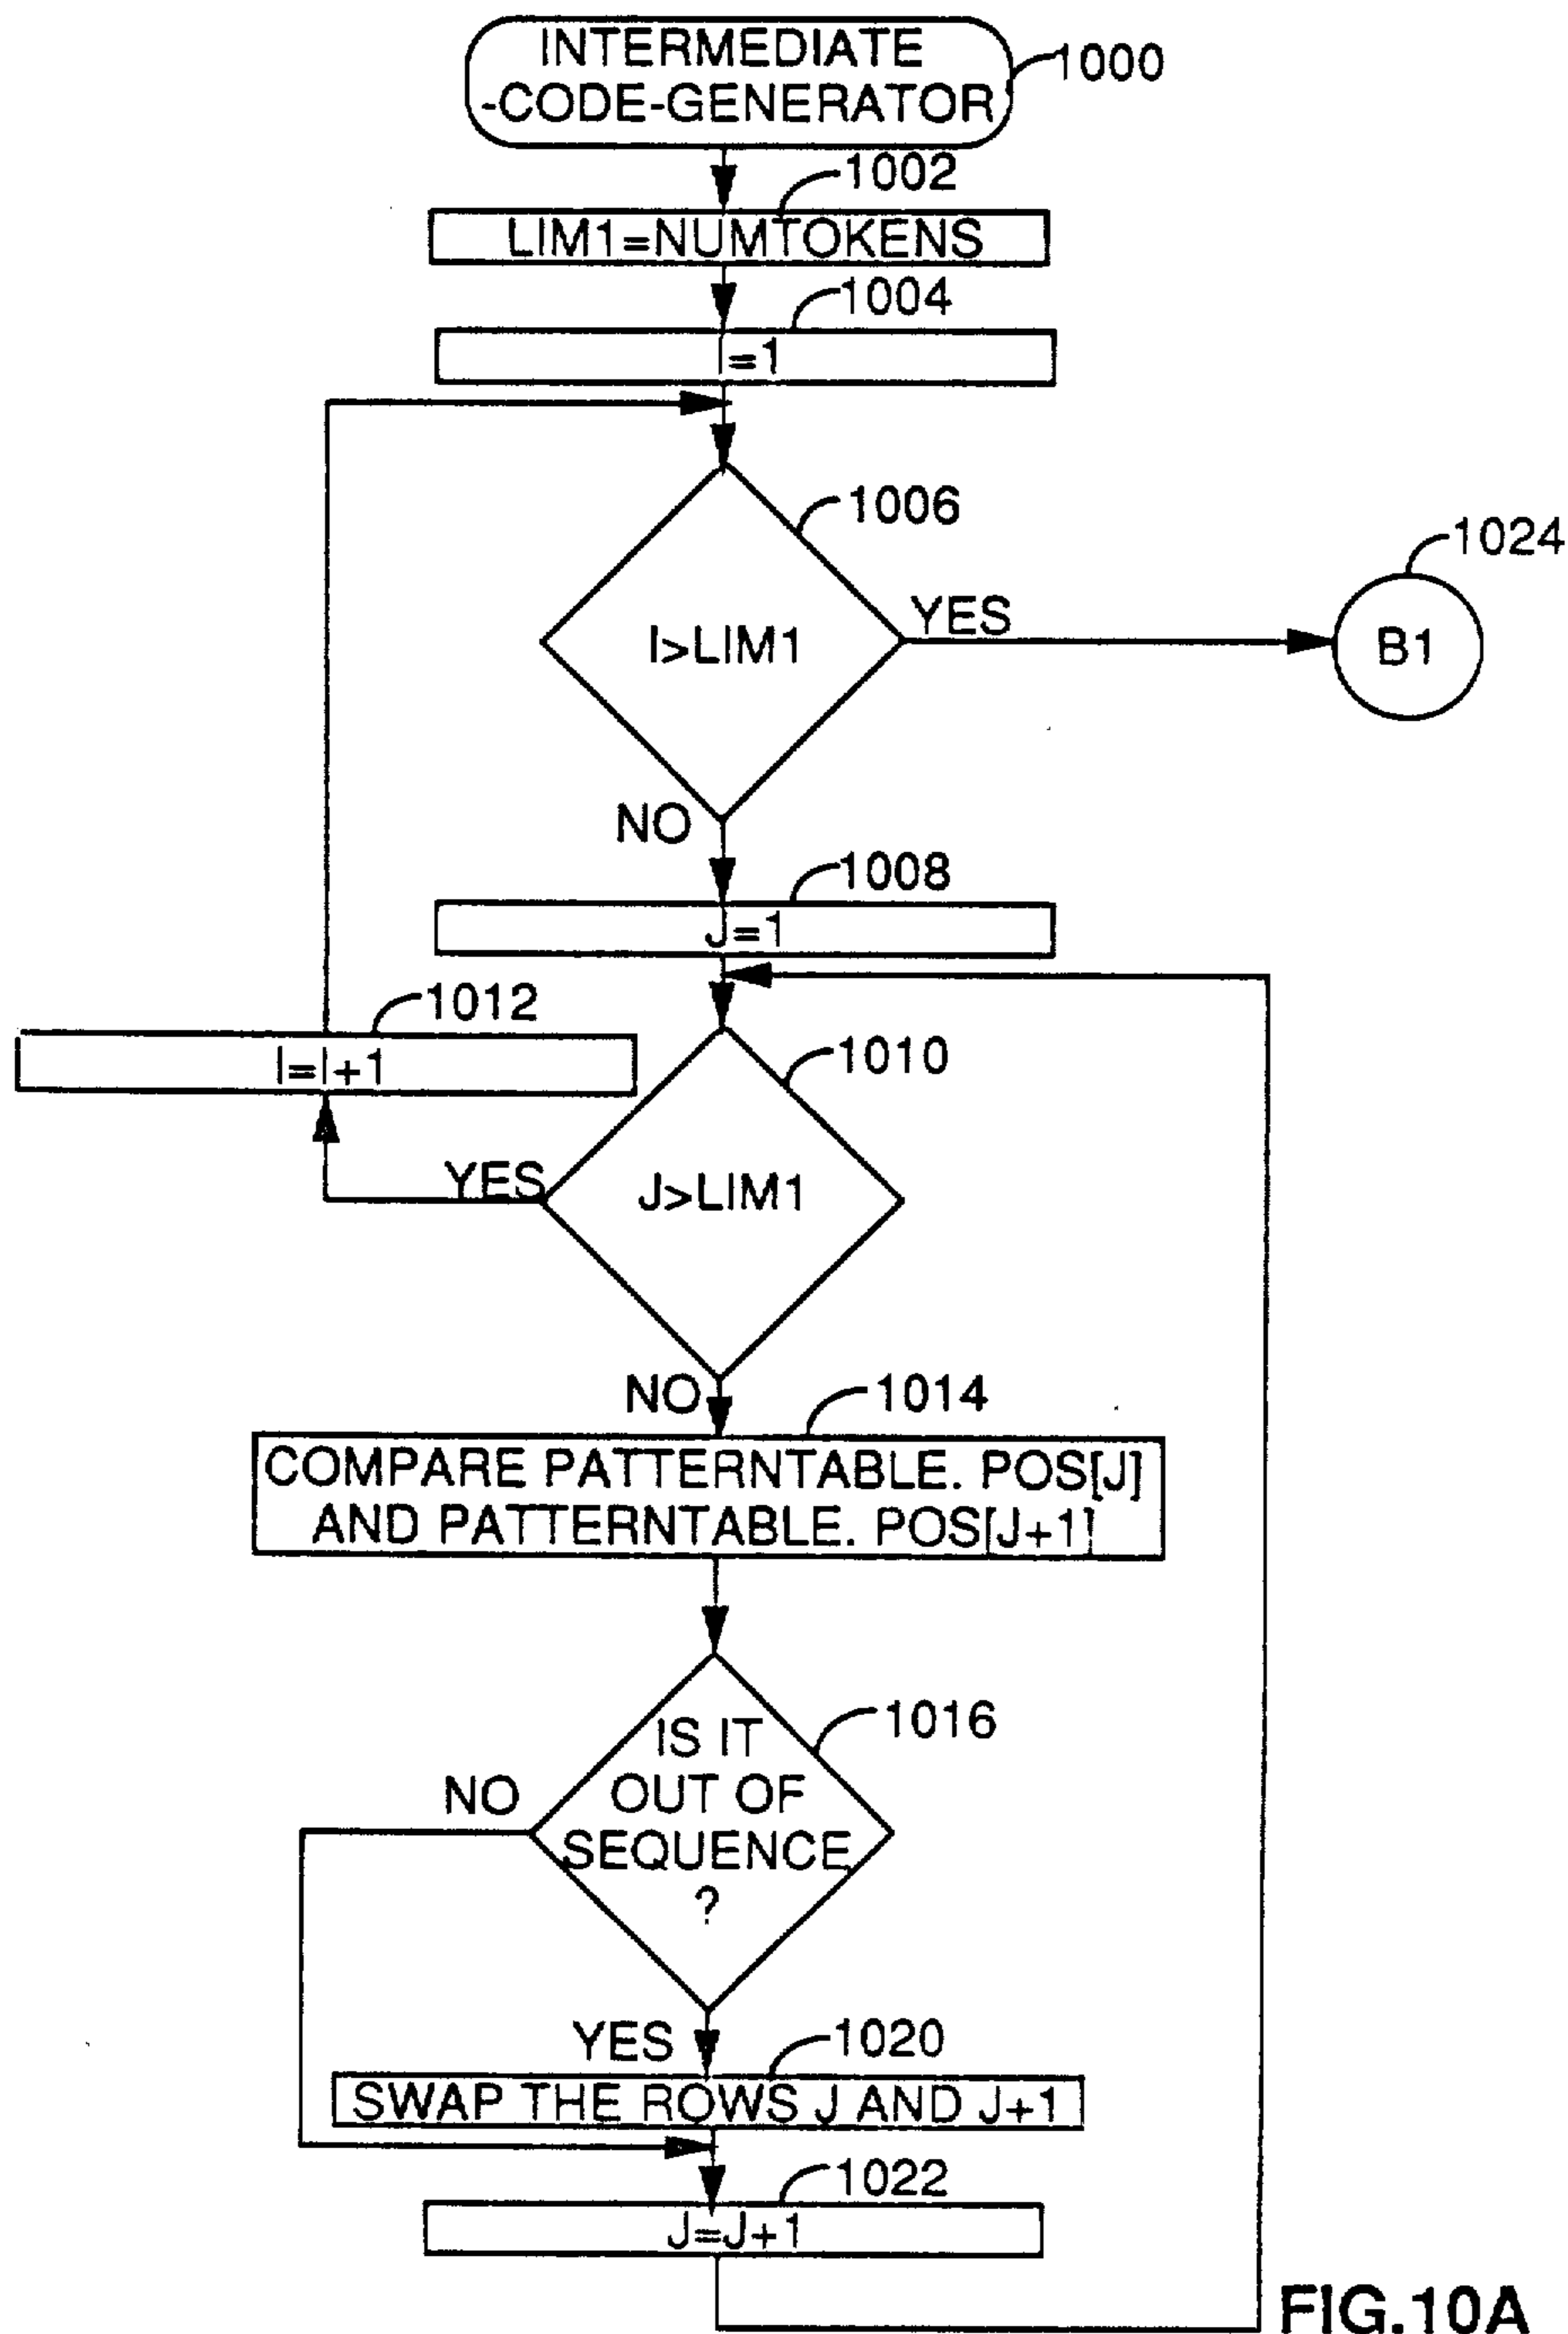 INTERMEDIATE
-CODE-GENERATOR
1000
1002
LIM1=NUMTOKENS
1004
I=1
1006
1024
I>LIM1
YES
B1
NO
1008
J=1
1012
I=I+1
1010
YES
J>LIM1
NO
1014
COMPARE PATTERNTABLE. POS[J]
AND PATTERNTABLE. POS[J+1]
1016
IS IT
OUT OF
SEQUENCE
?
NO
YES
1020
SWAP THE ROWS J AND J+1
1022
J=J+1
FIG.10A